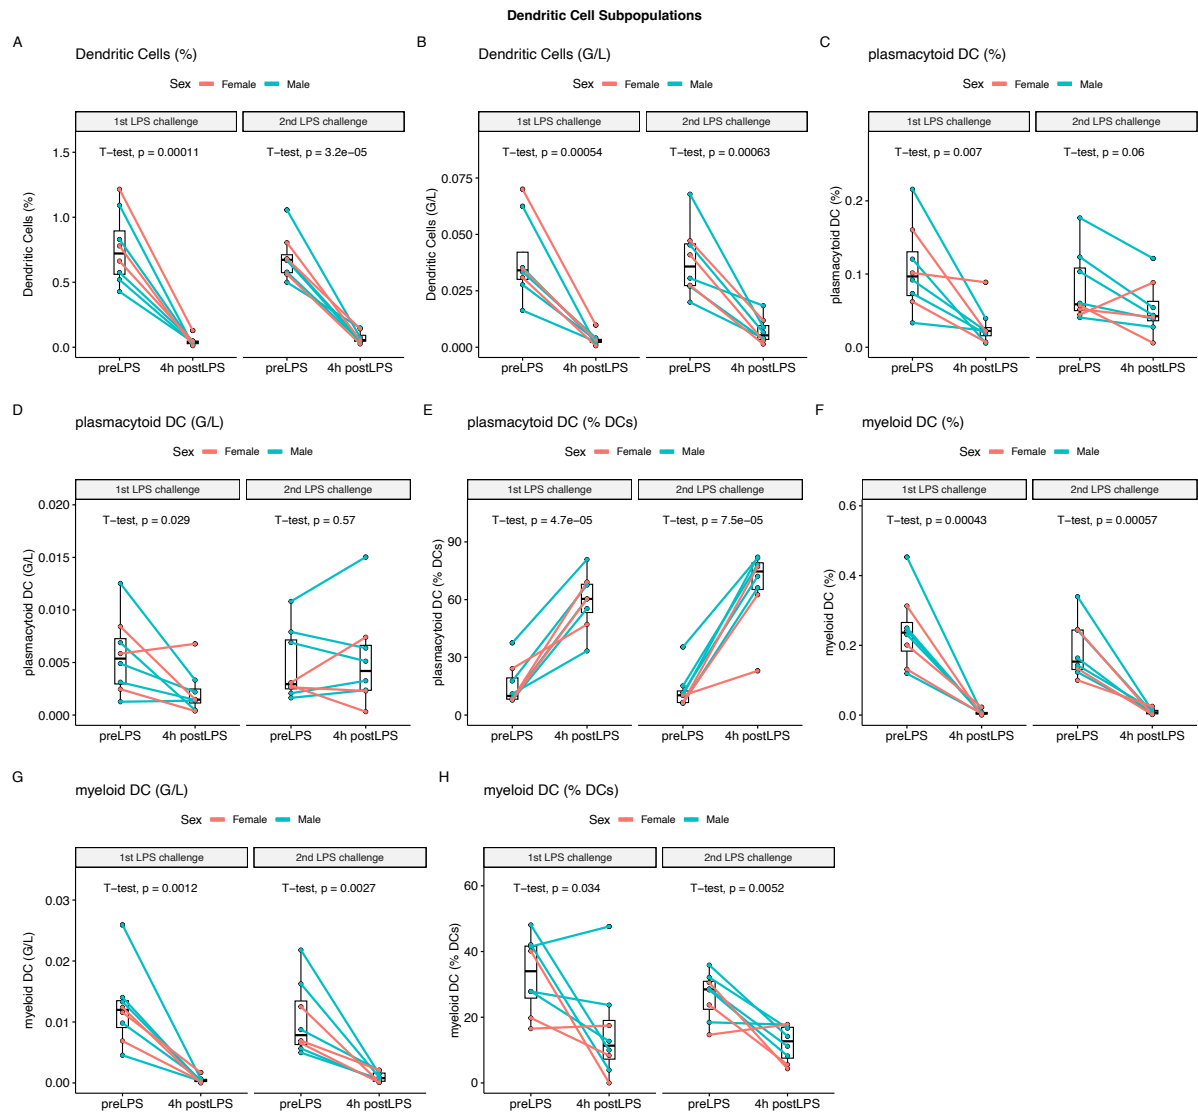 Dendritic Cell Subpopulations
A
Dendritic Cells (%)
Sex Female Male
1st LPS challenge
2nd LPS challenge
T−test, p = 0.00011
T−test, p = 3.2e−05
Dendritic Cells (%)
1.5
1.0
0.5
0.0
preLPS 4h postLPS
preLPS 4h postLPS
B
Dendritic Cells (G/L)
Sex Female Male
1st LPS challenge
2nd LPS challenge
T−test, p = 0.00054
T−test, p = 0.00063
Dendritic Cells (G/L)
0.075
0.050
0.025
0.000
preLPS 4h postLPS
preLPS 4h postLPS
C
plasmacytoid DC (%)
Sex Female Male
1st LPS challenge
2nd LPS challenge
T−test, p = 0.007
T−test, p = 0.06
plasmacytoid DC (%)
0.2
0.1
0.0
preLPS 4h postLPS
preLPS 4h postLPS
D
plasmacytoid DC (G/L)
Sex Female Male
1st LPS challenge
2nd LPS challenge
T−test, p = 0.029
T−test, p = 0.57
plasmacytoid DC (G/L)
0.020
0.015
0.010
0.005
0.000
preLPS 4h postLPS
preLPS 4h postLPS
E
plasmacytoid DC (% DCs)
Sex Female Male
1st LPS challenge
2nd LPS challenge
T−test, p = 4.7e−05
T−test, p = 7.5e−05
plasmacytoid DC (% DCs)
90
60
30
0
preLPS 4h postLPS
preLPS 4h postLPS
F
myeloid DC (%)
Sex Female Male
1st LPS challenge
2nd LPS challenge
T−test, p = 0.00043
T−test, p = 0.00057
myeloid DC (%)
0.6
0.4
0.2
0.0
preLPS 4h postLPS
preLPS 4h postLPS
G
myeloid DC (G/L)
Sex Female Male
1st LPS challenge
2nd LPS challenge
T−test, p = 0.0012
T−test, p = 0.0027
myeloid DC (G/L)
0.03
0.02
0.01
0.00
preLPS 4h postLPS
preLPS 4h postLPS
H
myeloid DC (% DCs)
Sex Female Male
1st LPS challenge
2nd LPS challenge
T−test, p = 0.034
T−test, p = 0.0052
myeloid DC (% DCs)
60
40
20
0
preLPS 4h postLPS
preLPS 4h postLPS